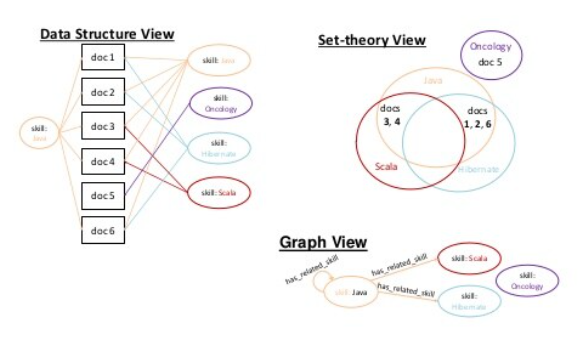 Data Structure View
doc 1
doc 2
doc 3
doc 4
doc 5
doc 6
skill:
Java
skill: Java
skill:
Oncology
skill:
Hibernate
skill: Scala
Set-theory View
Oncology
doc 5
Java
docs
3, 4
docs
1, 2, 6
Scala
Hibernate
Graph View
has_related_skill
has_related_skill
has_related_skill
skill: Java
skill: Scala
skill:
Oncology
skill:
Hibernate